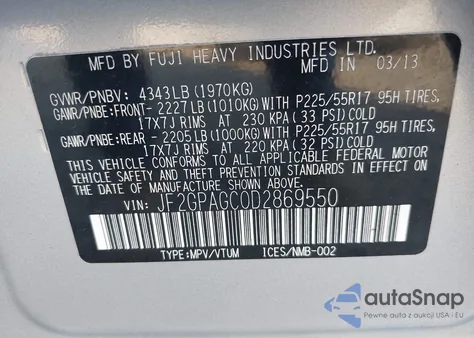 MFD BY FUJI HEAVY INDUSTRIES LTD. 03/13
GVWR/PNBV: 4343LB (1970KG)
GAWR/PNBE:FRONT- 2227LB (1010KG) WITH P225/55R17 95H TIRES,
17X7J RIMS AT 230 KPA (33 PSI) COLD
GAWR/PNBE:REAR - 2205LB (1000KG) WITH P225/55R17 95H TIRES,
17X7J RIMS AT 220 KPA (32 PSI) COLD
THIS VEHICLE CONFORMS TO ALL APPLICABLE FEDERAL MOTOR
VEHICLE SAFETY AND THEFT PREVENTION STANDARDS IN EFFECT
ON THE DATE OF MANUFACTURE SHOWN ABOVE.
VIN: JF2GPAGC0D2869550
TYPE:MPV/VTUM ICES/NMB-002
autoSnap
Pewne auta z aukcji USA i EU